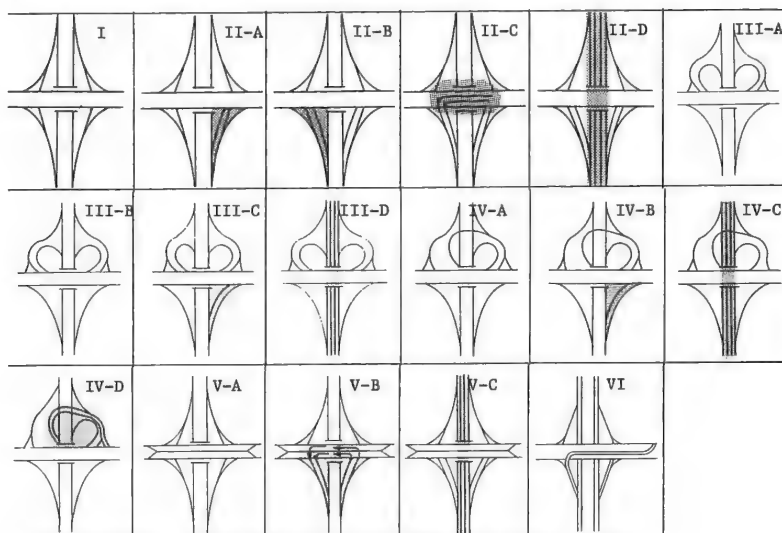 I II-A II-B II-C II-D III-A
III-B III-C III-D IV-A IV-B IV-C
IV-D V-A V-B V-C VI